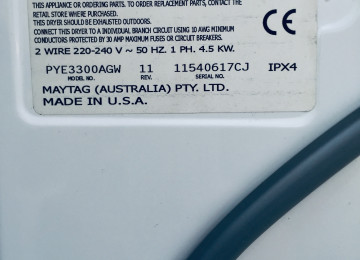 THIS APPLIANCE OR ORDERING PARTS. TO ORDER REPLACEMENT PARTS, CONTACT THE
RETAIL STORE WHERE PURCHASED.
THIS DRYER SHOULD BE EXHAUSTED OUTDOORS.
CONNECT DRYER TO A INDIVIDUAL BRANCH CIRCUIT USING 10 AWG MINIMUM
CONDUCTORS PROTECTED BY 30 AMP MAXIMUM FUSES OR CIRCUIT BREAKERS.
2 WIRE 220-240 V ~ 50 HZ. 1 PH. 4.5 KW.
CE
PYE3300AGW 11 11540617CJ IPX4
MODEL NO. REV. SERIAL NO.
MAYTAG (AUSTRALIA) PTY. LTD.
MADE IN U.S.A.